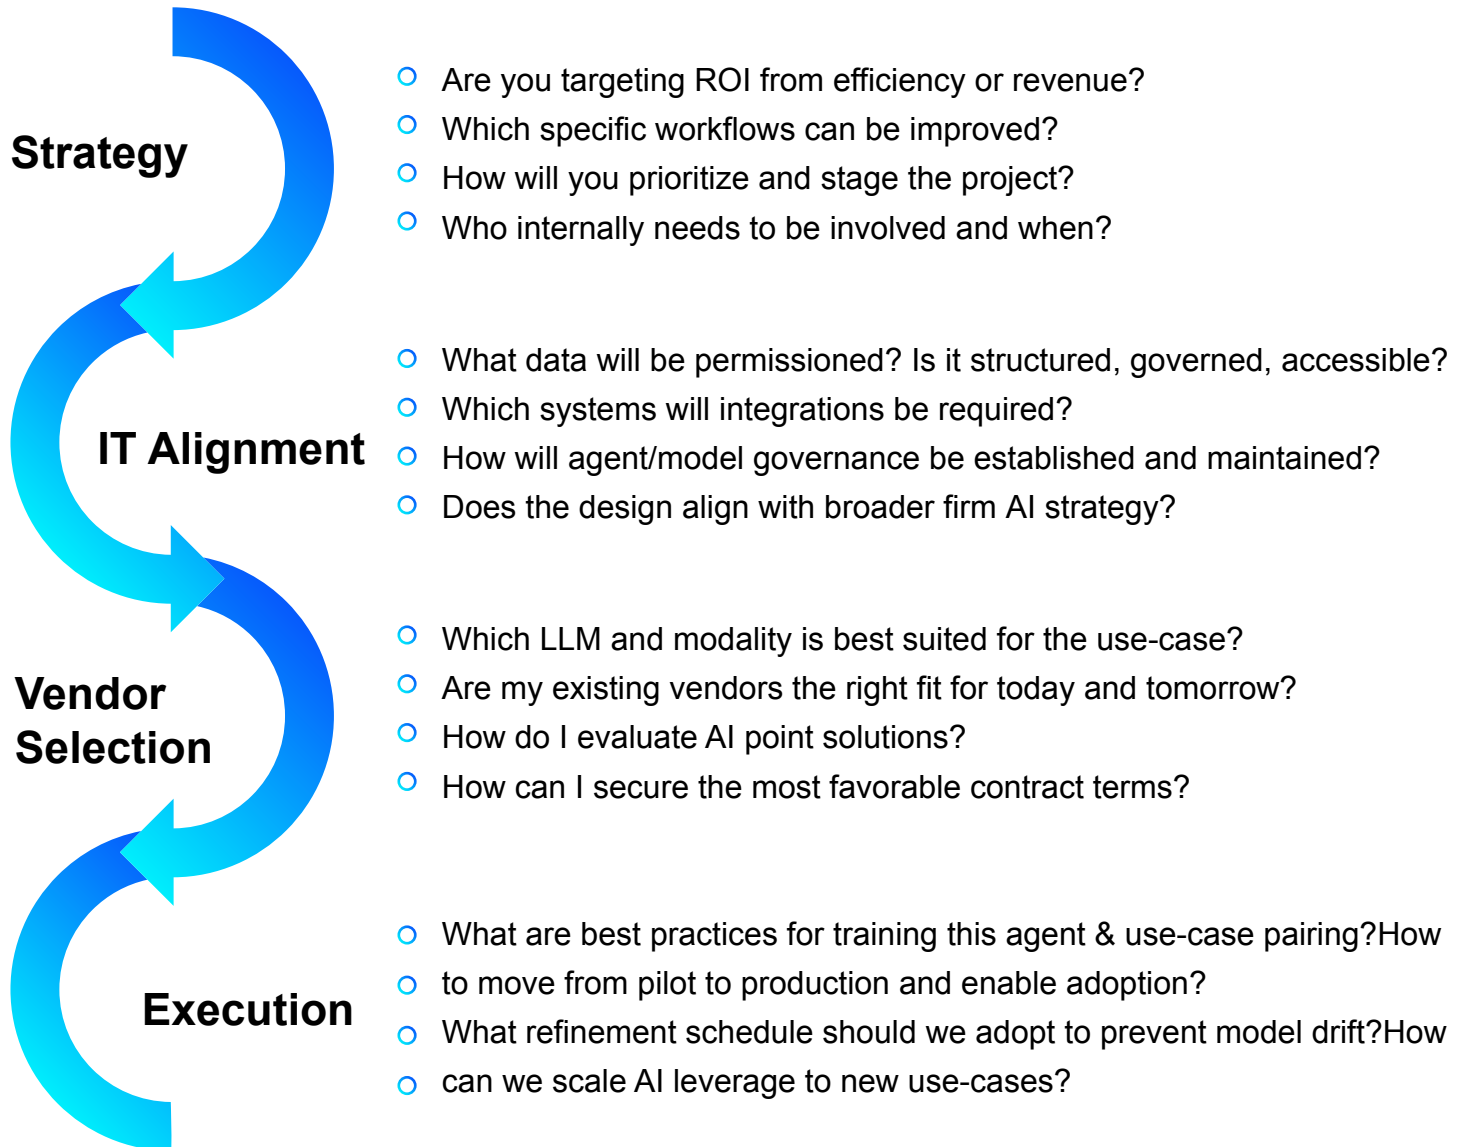 Strategy
Are you targeting ROI from efficiency or revenue?
Which specific workflows can be improved?
How will you prioritize and stage the project?
Who internally needs to be involved and when?
IT Alignment
What data will be permissioned? Is it structured, governed, accessible?
Which systems will integrations be required?
How will agent/model governance be established and maintained?
Does the design align with broader firm AI strategy?
Vendor
Selection
Which LLM and modality is best suited for the use-case?
Are my existing vendors the right fit for today and tomorrow?
How do I evaluate AI point solutions?
How can I secure the most favorable contract terms?
Execution
What are best practices for training this agent & use-case pairing?How
to move from pilot to production and enable adoption?
What refinement schedule should we adopt to prevent model drift?How
can we scale AI leverage to new use-cases?